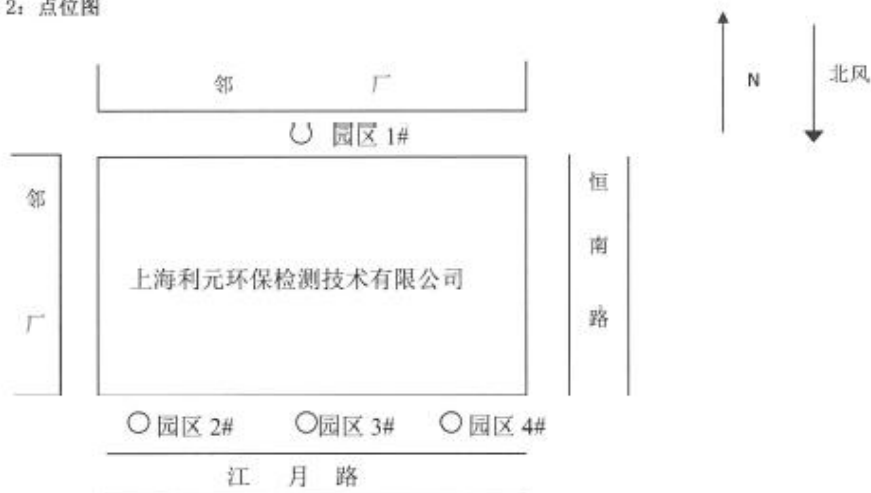 2：点位图
N
北风
邻 厂
园区 1#
邻
厂
恒
南
路
上海利元环保检测技术有限公司
园区 2# 园区 3# 园区 4#
江 月 路